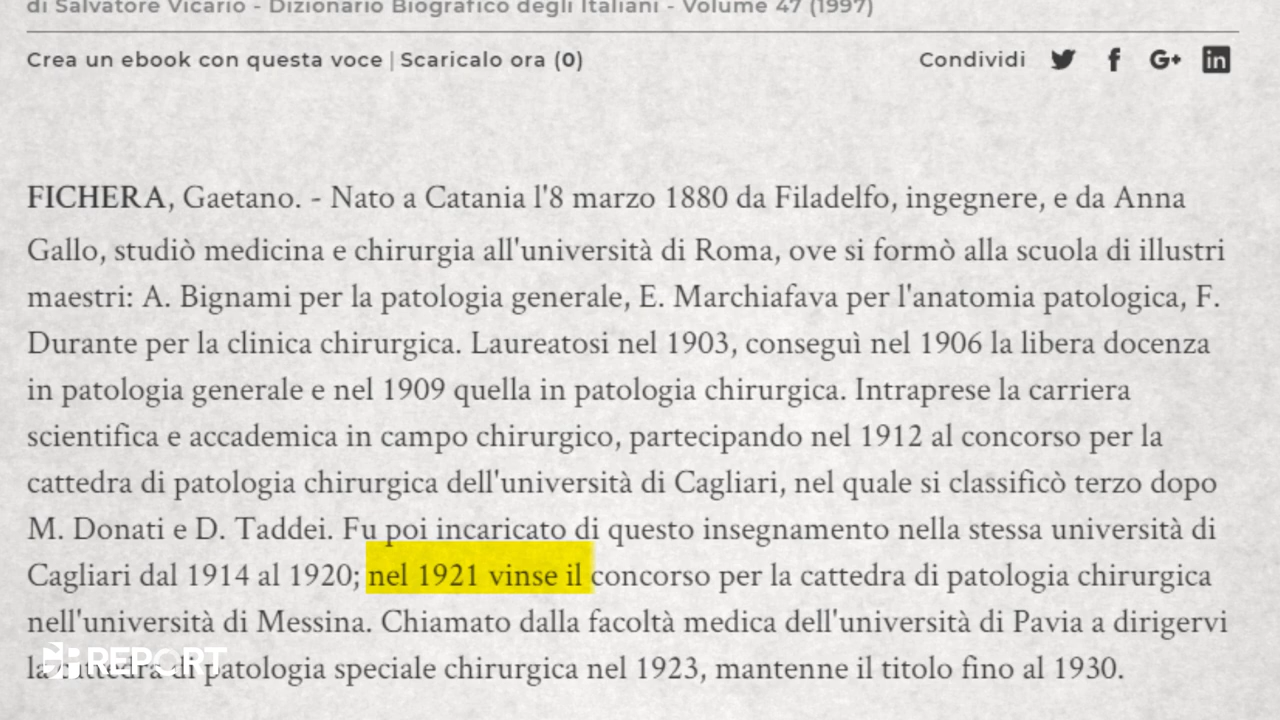 di Salvatore Vicario - Dizionario Biografico degli Italiani - Volume 47 (1997)
Crea un ebook con questa voce | Scaricalo ora (0) Condividi
FICHERA, Gaetano. - Nato a Catania l'8 marzo 1880 da Filadelfo, ingegnere, e da Anna
Gallo, studiò medicina e chirurgia all'università di Roma, ove si formò alla scuola di illustri
maestri: A. Bignami per la patologia generale, E. Marchiafava per l'anatomia patologica, F.
Durante per la clinica chirurgica. Laureatosi nel 1903, conseguì nel 1906 la libera docenza
in patologia generale e nel 1909 quella in patologia chirurgica. Intraprese la carriera
scientifica e accademica in campo chirurgico, partecipando nel 1912 al concorso per la
cattedra di patologia chirurgica dell'università di Cagliari, nel quale si classificò terzo dopo
M. Donati e D. Taddei. Fu poi incaricato di questo insegnamento nella stessa università di
Cagliari dal 1914 al 1920; nel 1921 vinse il concorso per la cattedra di patologia chirurgica
nell'università di Messina. Chiamato dalla facoltà medica dell'università di Pavia a dirigervi
la cattedra di patologia speciale chirurgica nel 1923, mantenne il titolo fino al 1930.
REPORT